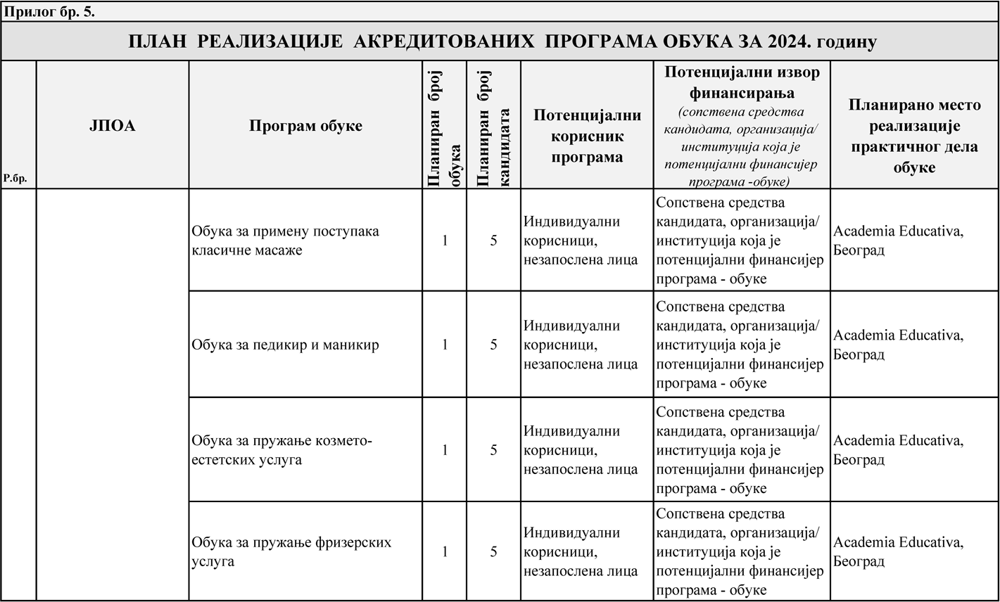 Прилог бр. 5.
ПЛАН РЕАЛИЗАЦИЈЕ АКРЕДИТОВАНИХ ПРОГРАМА ОБУКА ЗА 2024. годину
Р.бр.
ЈПОА
Програм обуке
Планиран број
обука
Планиран број
кандидата
Потенцијални
корисник
програма
Потенцијални извор
финансирања
(сопствена средства
кандидата, организација/
институција која је
потенцијални финансијер
програма -обуке)
Планирано место
реализације
практичног дела
обуке
Обука за примену поступака
класичне масаже
1
5
Индивидуални
корисници,
незапослена лица
Сопствена средства
кандидата, организација/
институција која је
потенцијални финансијер
програма - обуке
Academia Educativa,
Београд
Обука за педикир и маникир
1
5
Индивидуални
корисници,
незапослена лица
Сопствена средства
кандидата, организација/
институција која је
потенцијални финансијер
програма - обуке
Academia Educativa,
Београд
Обука за пружање козмето-
естетских услуга
1
5
Индивидуални
корисници,
незапослена лица
Сопствена средства
кандидата, организација/
институција која је
потенцијални финансијер
програма - обуке
Academia Educativa,
Београд
Обука за пружање фризерских
услуга
1
5
Индивидуални
корисници,
незапослена лица
Сопствена средства
кандидата, организација/
институција која је
потенцијални финансијер
програма - обуке
Academia Educativa,
Београд